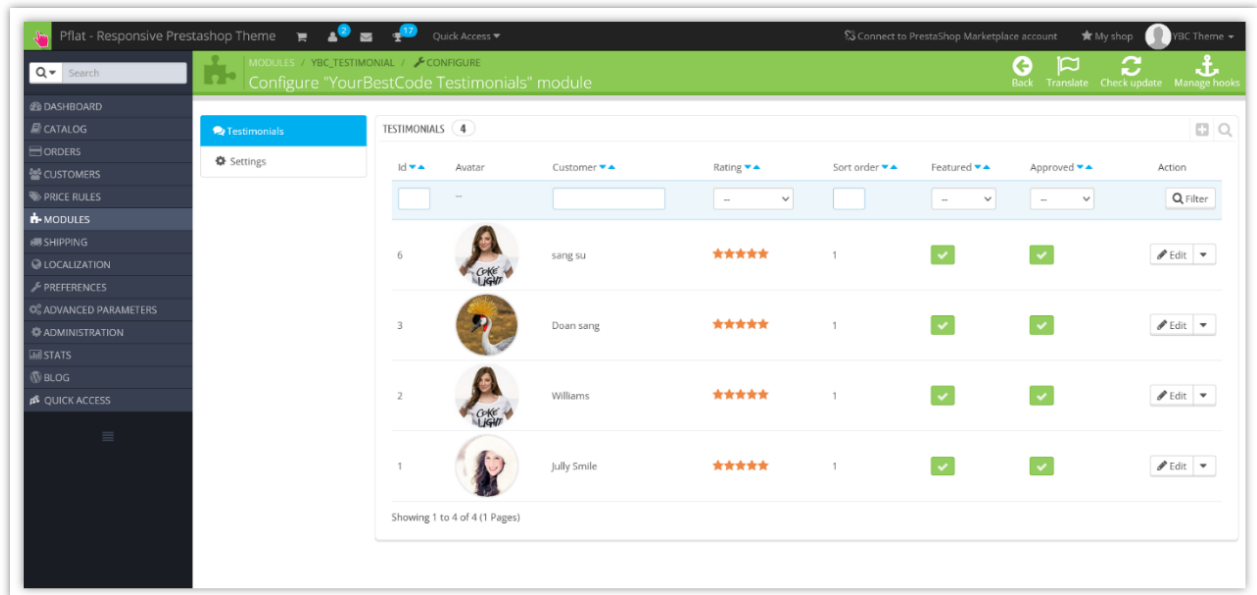 Pflat - Responsive Prestashop Theme 2 17 Quick Access Connect to PrestaShop Marketplace account My shop YBC Theme
Search
MODULES / YBC_TESTIMONIAL / CONFIGURE
Configure "YourBestCode Testimonials" module
Back Translate Check update Manage hooks
DASHBOARD
CATALOG
ORDERS
CUSTOMERS
PRICE RULES
MODULES
SHIPPING
LOCALIZATION
PREFERENCES
ADVANCED PARAMETERS
ADMINISTRATION
STATS
BLOG
QUICK ACCESS
Testimonials
Settings
TESTIMONIALS 4
Id Avatar Customer Rating Sort order Featured Approved Action
-- -- -- -- Filter
6 COKE LIGHT sang su 1 Edit
3 Doan sang 1 Edit
2 COKE LIGHT Williams 1 Edit
1 Jully Smile 1 Edit
Showing 1 to 4 of 4 (1 Pages)